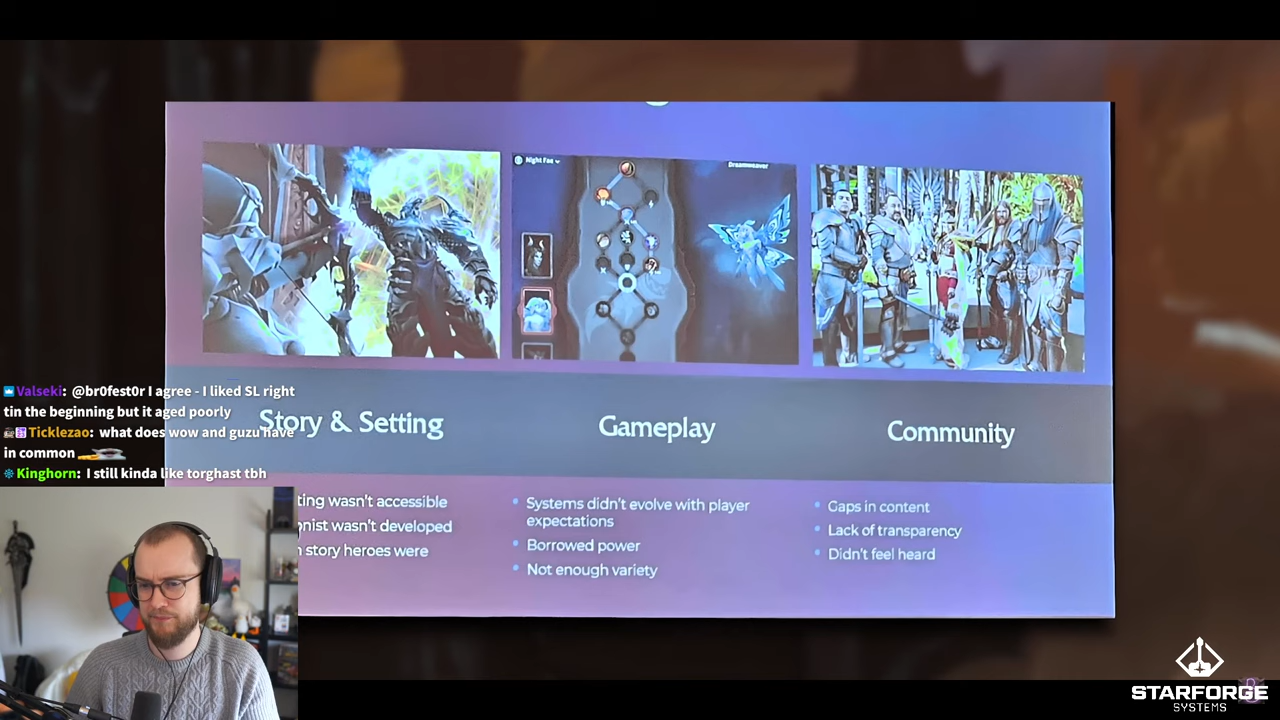 Night Fae
Dreamweaver
Valseki: @br0fest0r I agree - I liked SL right
tin the beginning but it aged poorly
Ticklezao: what does wow and guzu have
in common
Kinghorn: I still kinda like torghast tbh
Story & Setting
Gameplay
Community
ting wasn't accessible
onist wasn't developed
story heroes were
Systems didn't evolve with player
expectations
Borrowed power
Not enough variety
Gaps in content
Lack of transparency
Didn't feel heard
STARFORGE
SYSTEMS